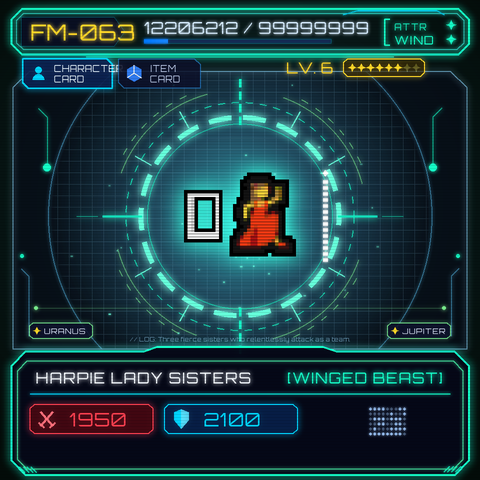 FM-063 12206212 / 99999999 ATTR
WIND
CHARACTER CARD
ITEM CARD
LV. 6
URANUS
JUPITER
// LOG: Three fierce sisters who relentlessly attack as a team.
HARPIE LADY SISTERS [WINGED BEAST]
1950 2100